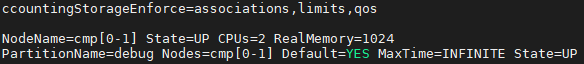 ccountingStorageEnforce=associations,limits,qos
NodeName=cmp[0-1] State=UP CPUs=2 RealMemory=1024
PartitionName=debug Nodes=cmp[0-1] Default=YES MaxTime=INFINITE State=UP